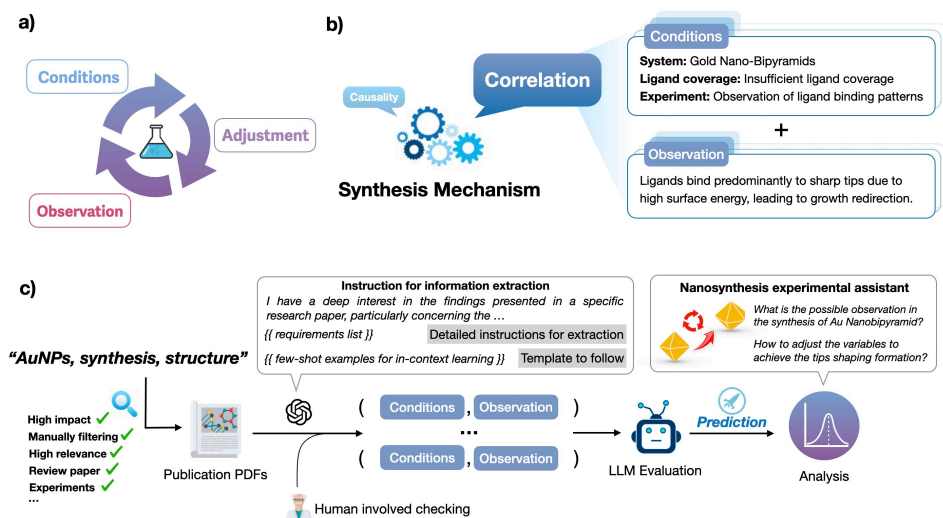 a)
Conditions
Adjustment
Observation
b)
Causality
Correlation
Synthesis Mechanism
Conditions
System: Gold Nano-Bipyramids
Ligand coverage: Insufficient ligand coverage
Experiment: Observation of ligand binding patterns
+
Observation
Ligands bind predominantly to sharp tips due to
high surface energy, leading to growth redirection.
c)
Instruction for information extraction
I have a deep interest in the findings presented in a specific
research paper, particularly concerning the …
{{ requirements list }} Detailed instructions for extraction
{{ few-shot examples for in-context learning }} Template to follow
Nanosynthesis experimental assistant
What is the possible observation
in the synthesis of Au Nanobipyramid?
How to adjust the variables to
achieve the tips shaping formation?
“AuNPs, synthesis, structure”
High impact ✓
Manually filtering ✓
High relevance ✓
Review paper ✓
Experiments ✓
...
Publication PDFs
( Conditions , Observation )
...
( Conditions , Observation )
Human involved checking
LLM Evaluation
Prediction
Analysis